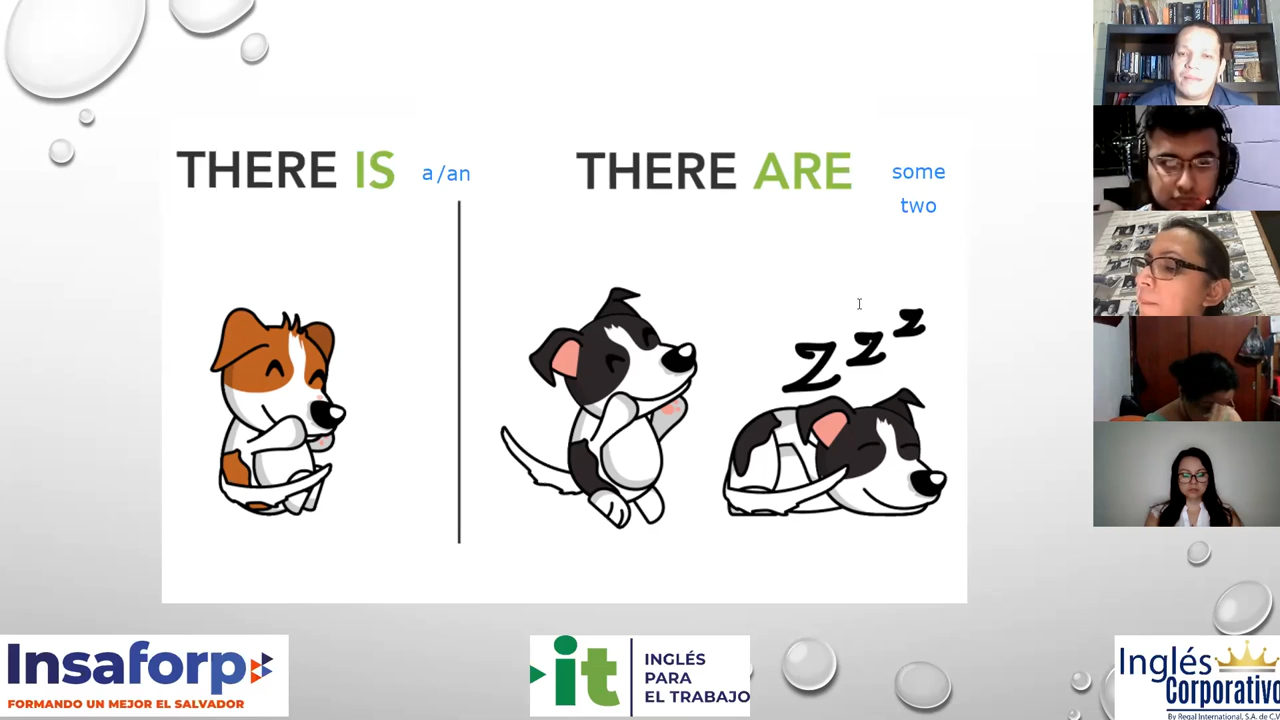 THERE IS a/an
THERE ARE some
two
z z z
Insaforp
FORMANDO UN MEJOR EL SALVADOR
it
INGLÉS
PARA
EL TRABAJO
Inglés
Corporativo
By Regal International, S.A. de C.V.